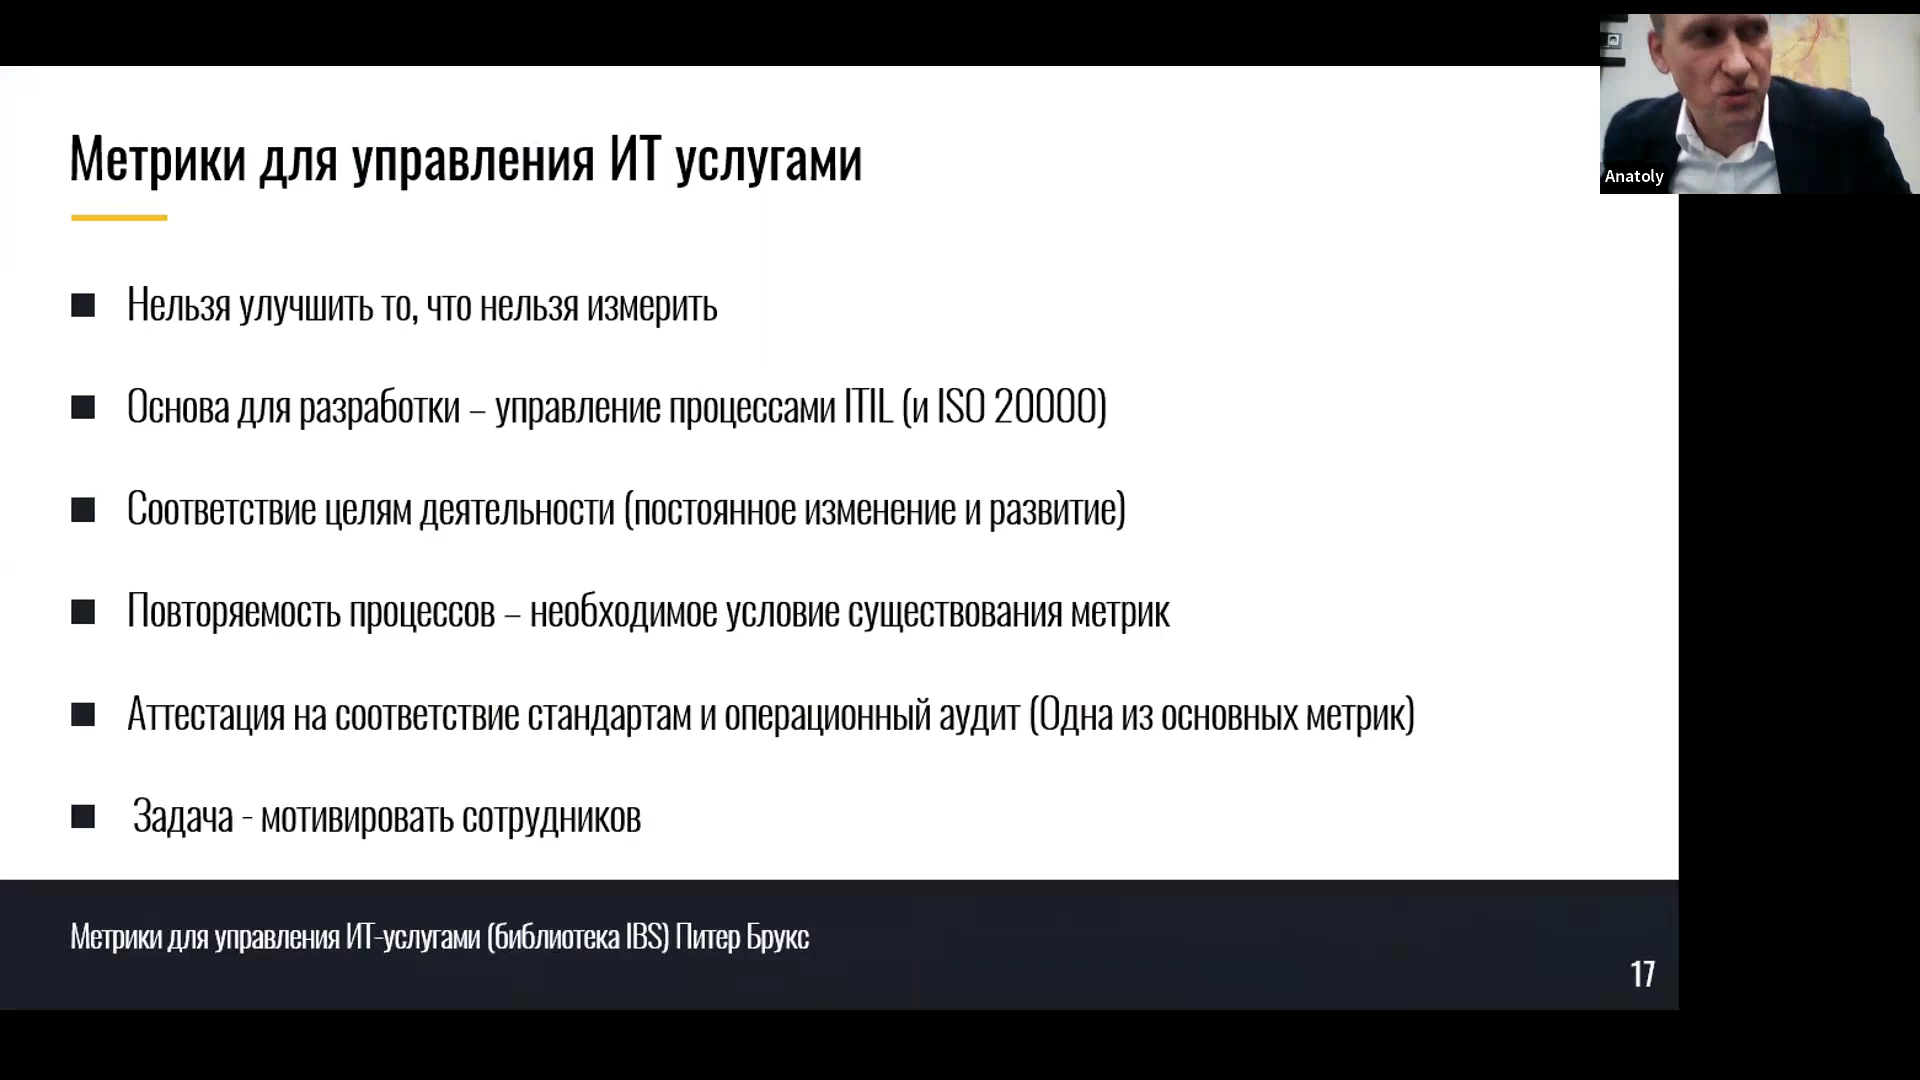 Метрики для управления ИТ услугами
Anatoly
Нельзя улучшить то, что нельзя измерить
Основа для разработки – управление процессами ITIL (и ISO 20000)
Соответствие целям деятельности (постоянное изменение и развитие)
Повторяемость процессов – необходимое условие существования метрик
Аттестация на соответствие стандартам и операционный аудит (Одна из основных метрик)
Задача - мотивировать сотрудников
Метрики для управления ИТ-услугами (библиотека IBS) Питер Брукс
17